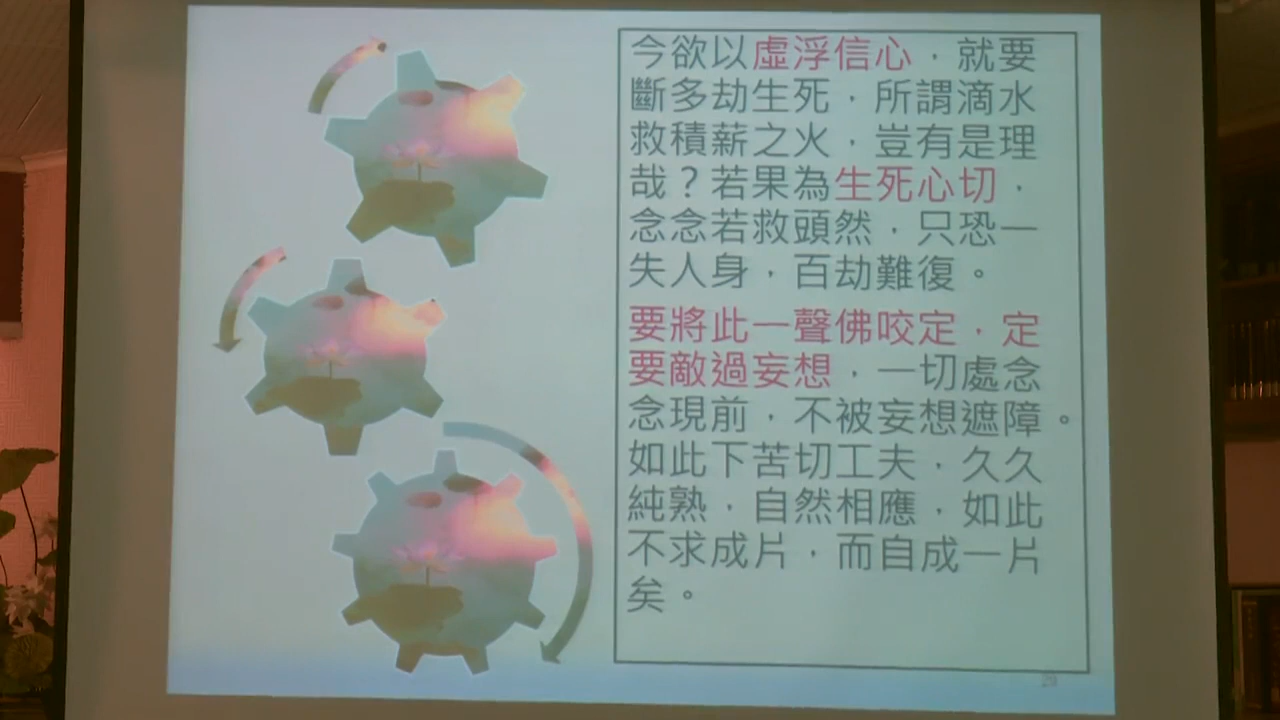 今欲以虛浮信心，就要
斷多劫生死，所謂滴水
救積薪之火，豈有是理
哉？若果為生死心切，
念念若救頭然，只恐一
失人身，百劫難復。
要將此一聲佛咬定，定
要敵過妄想，一切處念
念現前，不被妄想遮障。
如此下苦切工夫，久久
純熟，自然相應，如此
不求成片，而自成一片
矣。
29